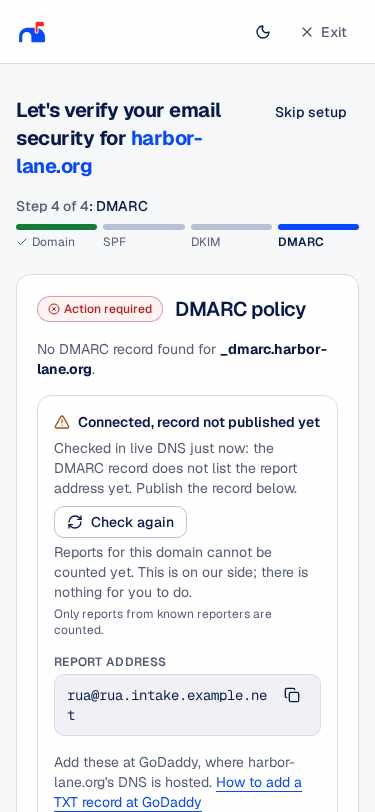 Exit
Let's verify your email
security for harbor-
lane.org
Skip setup
Step 4 of 4: DMARC
Domain
SPF
DKIM
DMARC
Action required
DMARC policy
No DMARC record found for _dmarc.harbor-
lane.org.
Connected, record not published yet
Checked in live DNS just now: the
DMARC record does not list the report
address yet. Publish the record below.
Check again
Reports for this domain cannot be
counted yet. This is on our side; there is
nothing for you to do.
Only reports from known reporters are
counted.
REPORT ADDRESS
rua@rua.intake.example.ne
t
Add these at GoDaddy, where harbor-
lane.org's DNS is hosted. How to add a
TXT record at GoDaddy